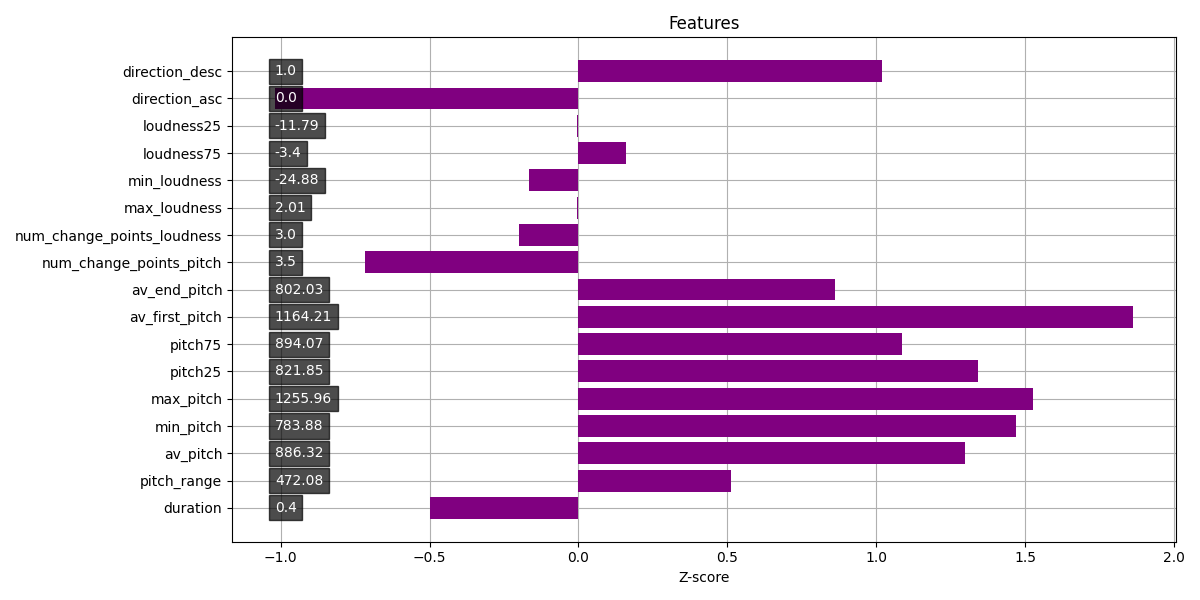 Features
direction_desc 1.0
direction_asc 0.0
loudness25 -11.79
loudness75 -3.4
min_loudness -24.88
max_loudness 2.01
num_change_points_loudness 3.0
num_change_points_pitch 3.5
av_end_pitch 802.03
av_first_pitch 1164.21
pitch75 894.07
pitch25 821.85
max_pitch 1255.96
min_pitch 783.88
av_pitch 886.32
pitch_range 472.08
duration 0.4
−1.0 −0.5 0.0 0.5 1.0 1.5 2.0
Z-score